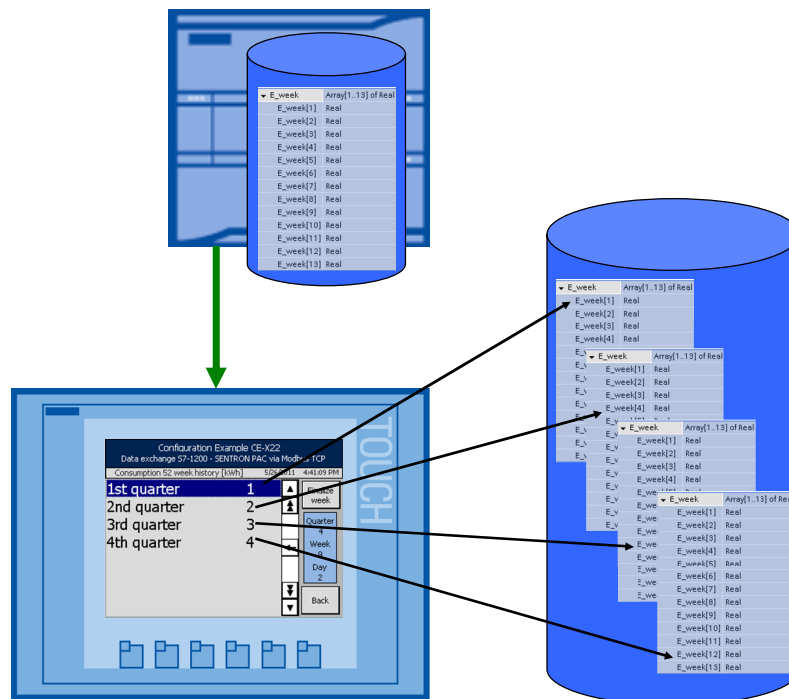 E_week Array[1..13] of Real
E_week[1] Real
E_week[2] Real
E_week[3] Real
E_week[4] Real
E_week[5] Real
E_week[6] Real
E_week[7] Real
E_week[8] Real
E_week[9] Real
E_week[10] Real
E_week[11] Real
E_week[12] Real
E_week[13] Real
E_week Array[1..13] of Real
E_week[1] Real
E_week[2] Real
E_week[3] Real
E_week[4] Real
E_week Array[1..13] of Real
E_week[1] Real
E_week[2] Real
E_week[3] Real
E_week[4] Real
E_week Array[1..13] of Real
E_week[1] Real
E_week[2] Real
E_week[3] Real
E_week[4] Real
E_week Array[1..13] of Rea
E_week[1] Real
E_week[2] Real
E_week[3] Real
E_week[4] Real
E_week[5] Real
E_week[6] Real
E_week[7] Real
E_week[8] Real
E_week[9] Real
E_week[10] Real
E_week[11] Real
E_week[12] Real
E_week[13] Real
TOUCH
Configuration Example CE-X22
Data exchange S7-1200 - SENTRON PAC via Modbus TCP
Consumption 52 week history [kWh] 5/26/2011 4:41:09 PM
1st quarter 1
2nd quarter 2
3rd quarter 3
4th quarter 4
Finalize
week
Quarter
4
Week
9
Day
2
Back